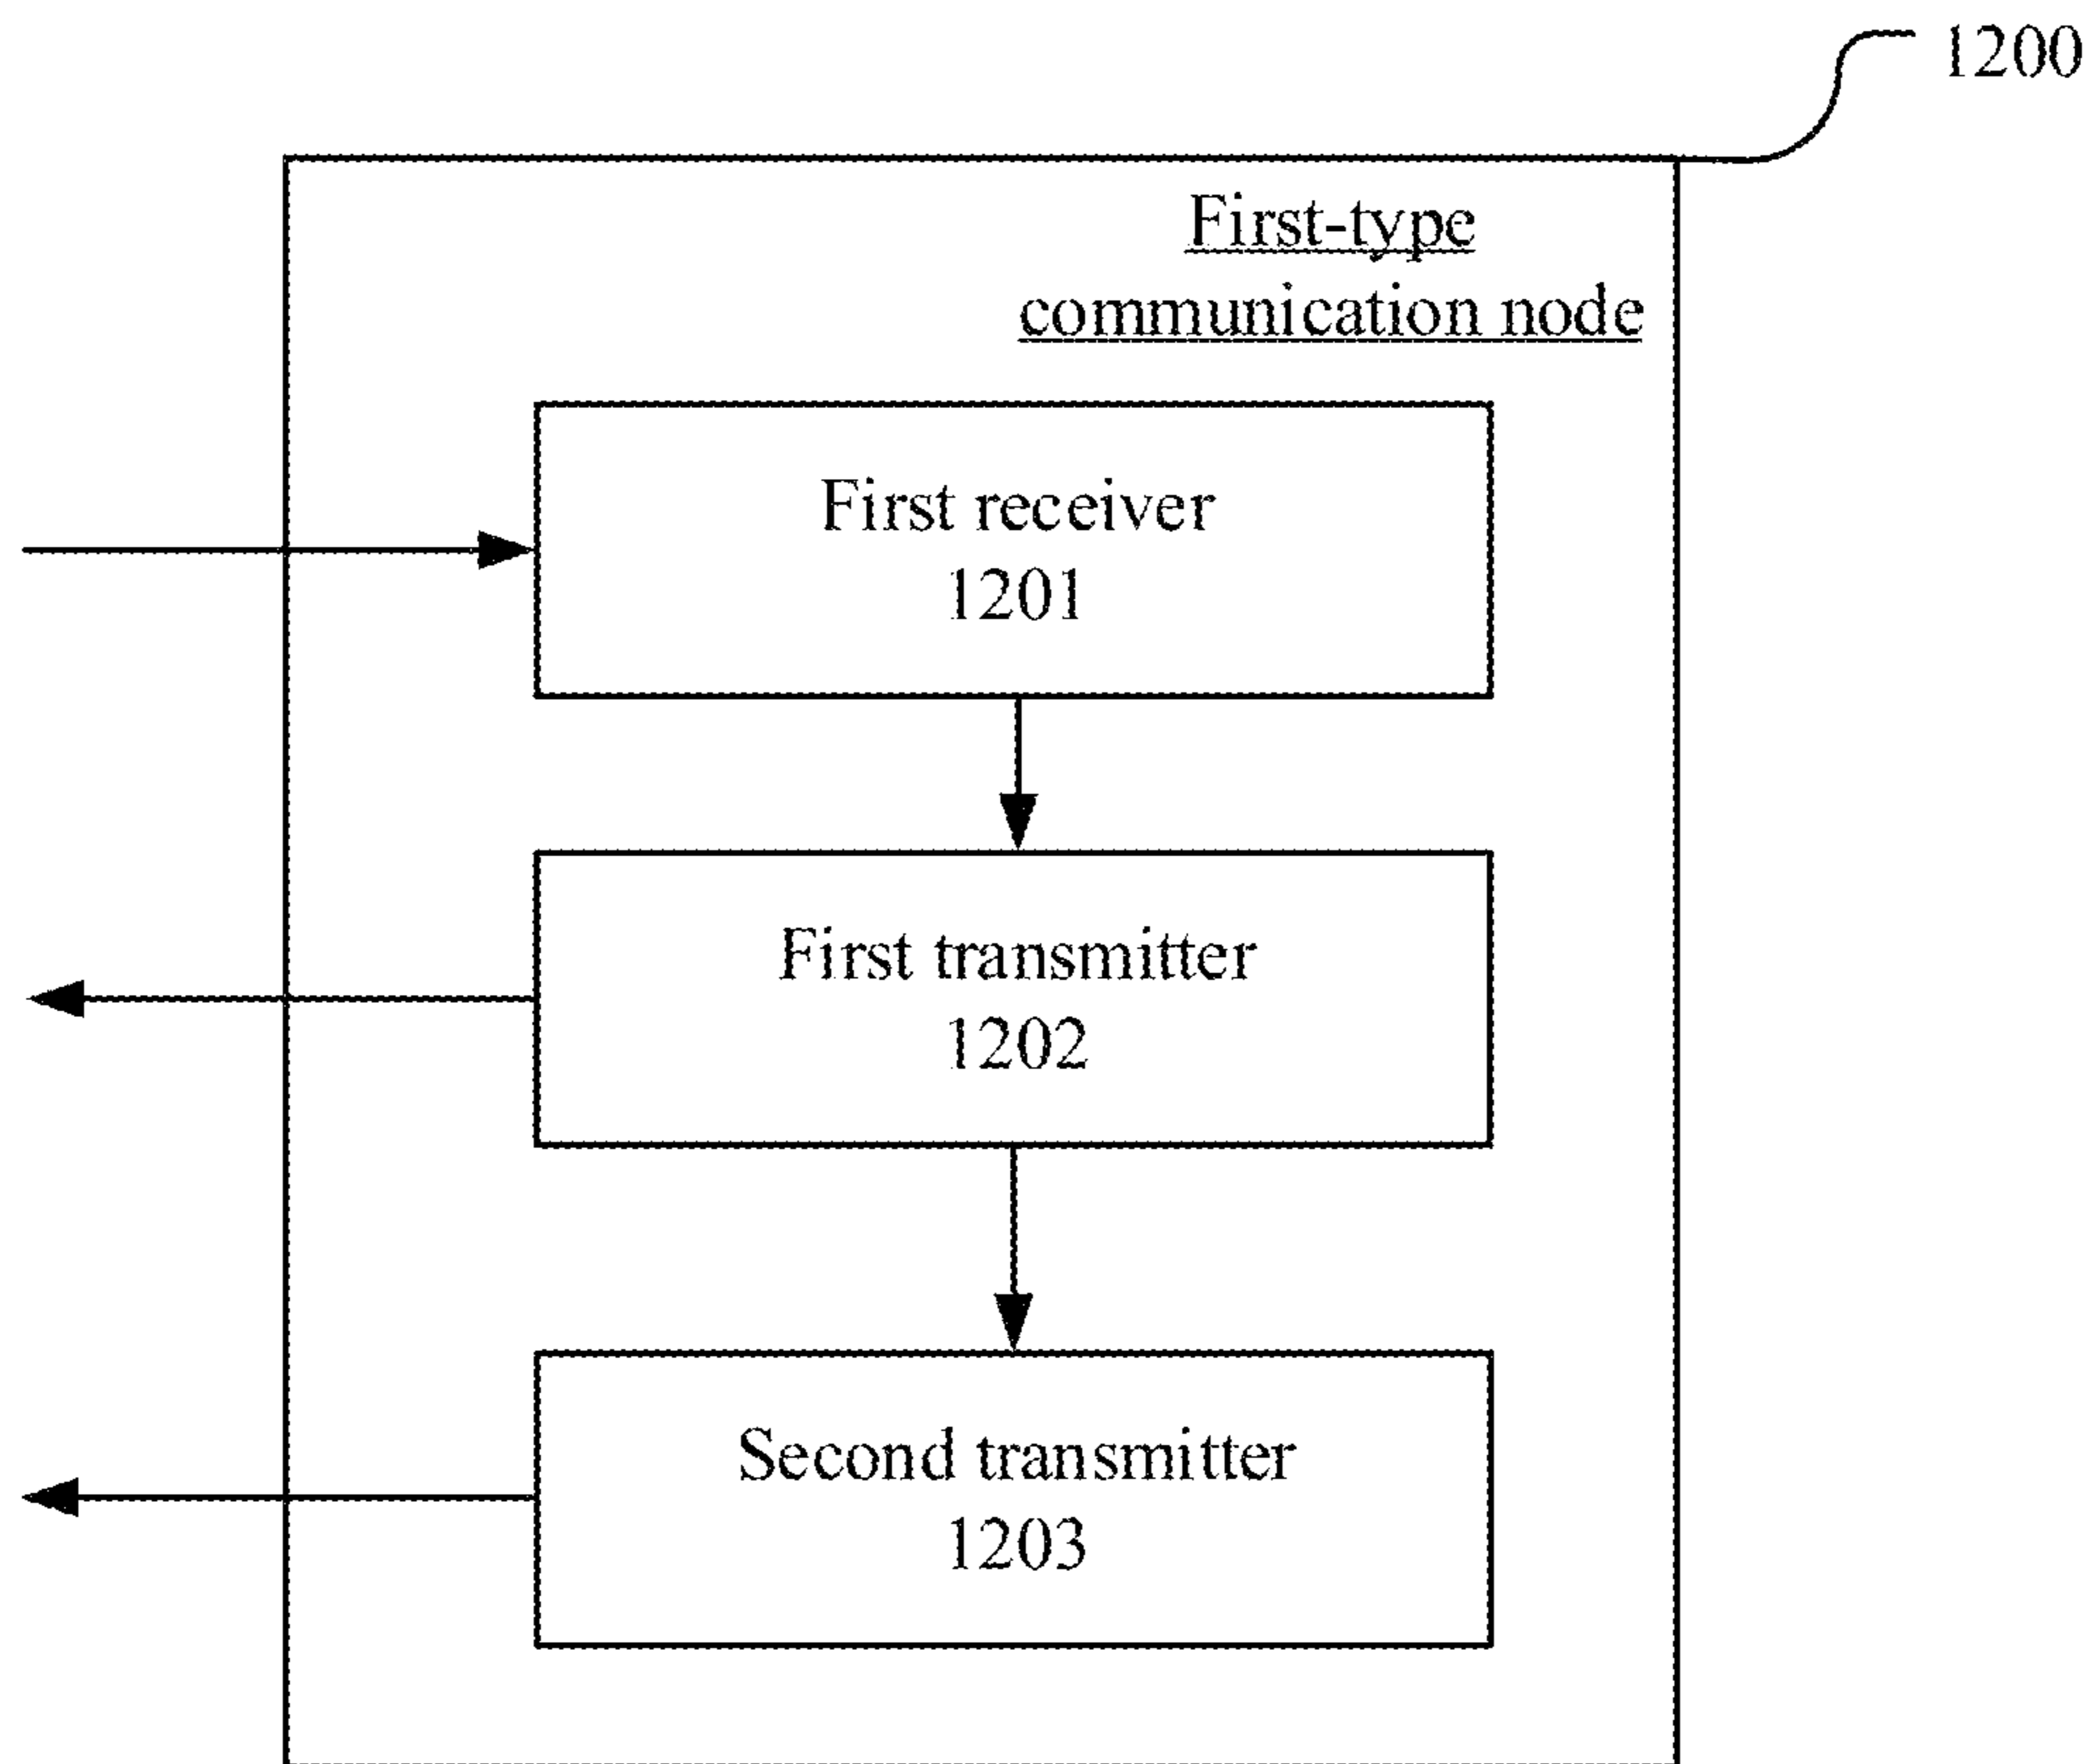 1200
First-type
communication node
First receiver
1201
First transmitter
1202
Second transmitter
1203